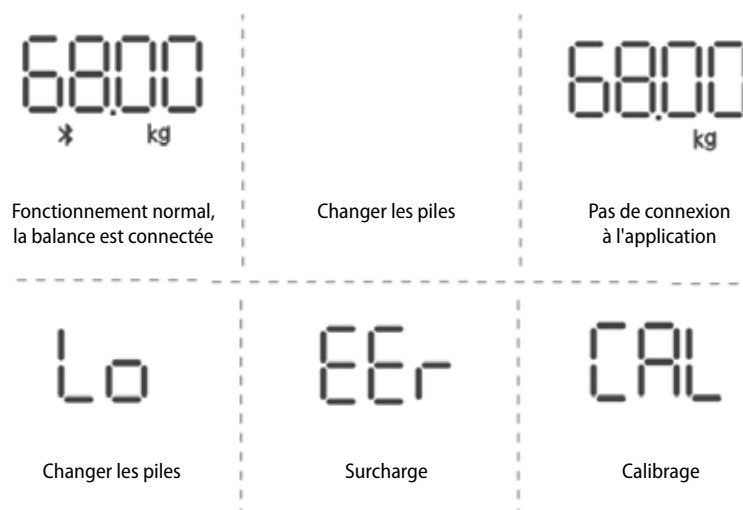 68.00
68.00
kg
kg
Fonctionnement normal,
la balance est connectée
Changer les piles
Pas de connexion
à l'application
Lo
EEr
CAL
Changer les piles
Surcharge
Calibrage